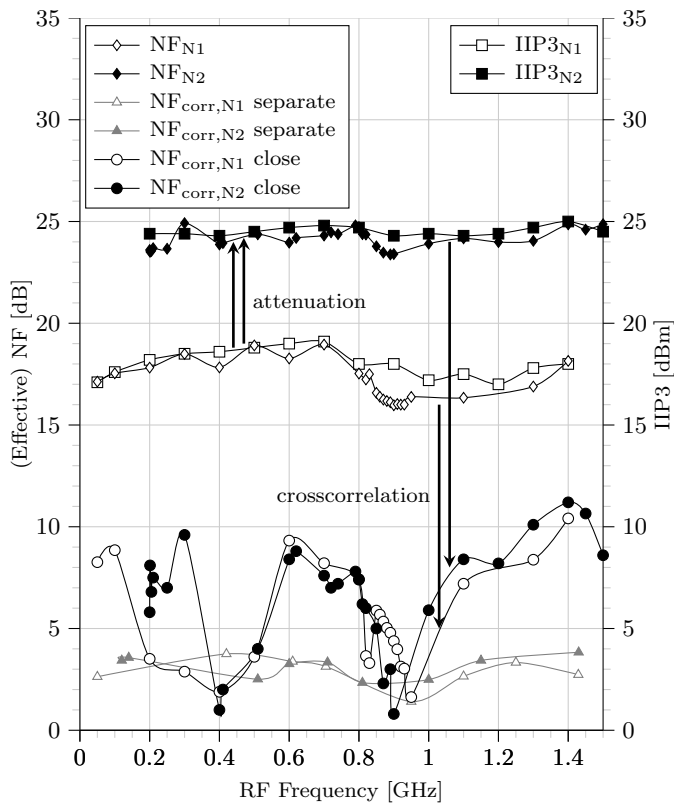 NF_N1
NF_N2
NF_corr,N1 separate
NF_corr,N2 separate
NF_corr,N1 close
NF_corr,N2 close
IIP3_N1
IIP3_N2
35
30
25
20
15
10
5
0
(Effective) NF [dB]
attenuation
crosscorrelation
35
30
25
20
15
10
5
0
IIP3 [dBm]
0 0.2 0.4 0.6 0.8 1 1.2 1.4
RF Frequency [GHz]